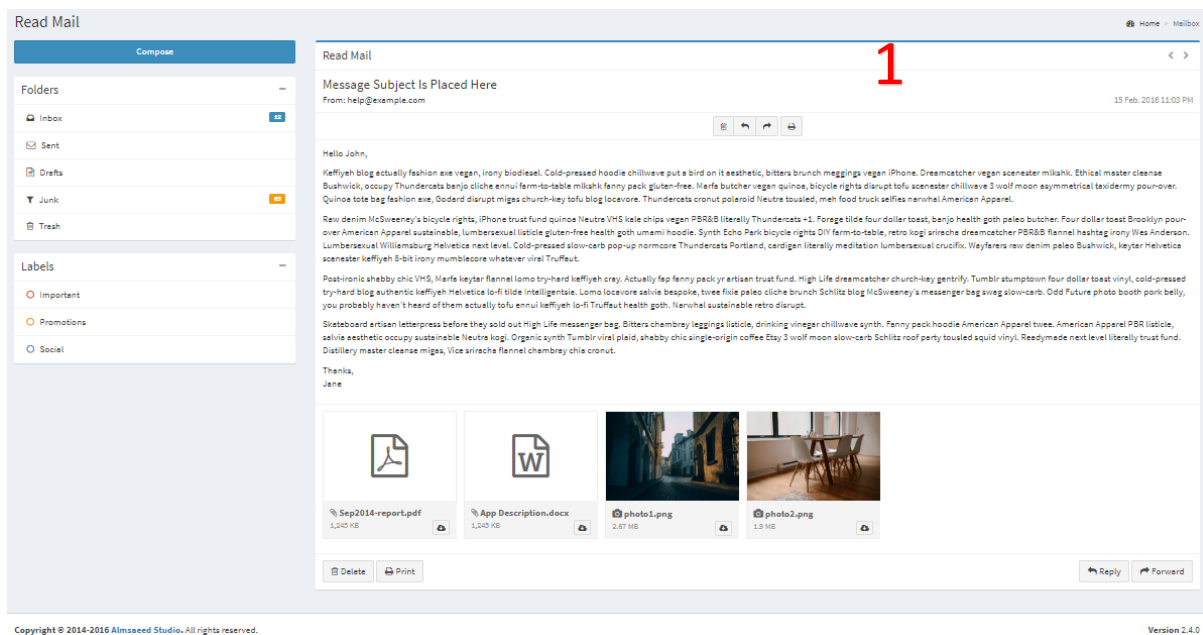 Read Mail
Home > Mailbox
Compose
Folders
Inbox 12
Sent
Drafts
Junk 65
Trash
Labels
Important
Promotions
Social
Read Mail
1
Message Subject Is Placed Here
From: help@example.com
15 Feb. 2016 11:03 PM
Hello John,
Keffiyeh blog actually fashion axe vegan, irony biodiesel. Cold-pressed hoodie chillwave put a bird on it aesthetic, bitters brunch meggings vegan iPhone. Dreamcatcher vegan scenester mlkshk. Ethical master cleanse
Bushwick, occupy Thundercats banjo cliche ennui farm-to-table mlkshk fanny pack gluten-free. Marfa butcher vegan quinoa, bicycle rights disrupt tofu scenester chillwave 3 wolf moon asymmetrical taxidermy pour-over.
Quinoa tote bag fashion axe, Godard disrupt migas church-key tofu blog locavore. Thundercats cronut polaroid Neutra tousled, meh food truck selfies narwhal American Apparel.
Raw denim McSweeney's bicycle rights, iPhone trust fund quinoa Neutra VHS kale chips vegan PBR&B literally Thundercats +1. Forage tilde four dollar toast, banjo health goth paleo butcher. Four dollar toast Brooklyn pour-
over American Apparel sustainable, lumbersexual listicle gluten-free health goth umami hoodie. Synth Echo Park bicycle rights DIY farm-to-table, retro kogi sriracha dreamcatcher PBR&B flannel hashtag irony Wes Anderson.
Lumbersexual Williamsburg Helvetica next level. Cold-pressed slow-carb pop-up normcore Thundercats Portland, cardigan literally meditation lumbersexual crucifix. Wayfarers raw denim paleo Bushwick, keytar Helvetica
scenester keffiyeh 8-bit irony mumblecore whatever viral Truffaut.
Post-ironic shabby chic VHS, Marfa keytar flannel lomo try-hard keffiyeh cray. Actually fap fanny pack yr artisan trust fund. High Life dreamcatcher church-key gentrify. Tumblr stumptown four dollar toast vinyl, cold-pressed
try-hard blog authentic keffiyeh Helvetica lo-fi tilde Intelligentsia. Lomo locavore salvia bespoke, twee fixie paleo cliche brunch Schlitz blog McSweeney's messenger bag swag slow-carb. Odd Future photo booth pork belly,
you probably haven't heard of them actually tofu ennui keffiyeh lo-fi Truffaut health goth. Narwhal sustainable retro disrupt.
Skateboard artisan letterpress before they sold out High Life messenger bag. Bitters chambray leggings listicle, drinking vinegar chillwave synth. Fanny pack hoodie American Apparel twee. American Apparel PBR listicle,
salvia aesthetic occupy sustainable Neutra kogi. Organic synth Tumblr viral plaid, shabby chic single-origin coffee Etsy 3 wolf moon slow-carb Schlitz roof party tousled squid vinyl. Readymade next level literally trust fund.
Distillery master cleanse migas, Vice sriracha flannel chambray chia cronut.
Thanks,
Jane
W
Sep2014-report.pdf
1,245 KB
App Description.docx
1,245 KB
photo1.png
2.67 MB
photo2.png
1.9 MB
Delete
Print
Reply
Forward
Copyright © 2014-2016 Almsaeed Studio. All rights reserved.
Version 2.4.0